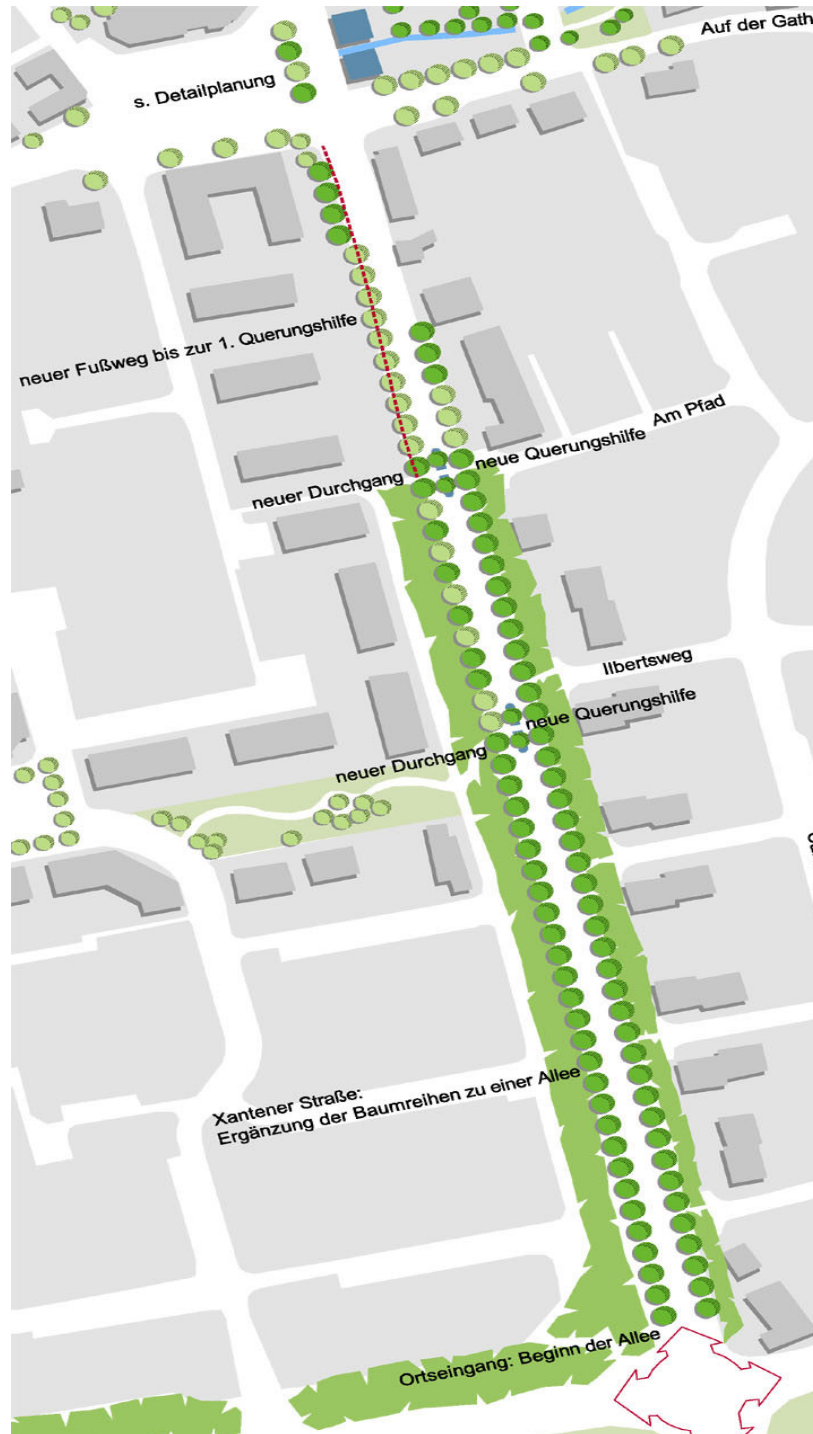 Auf der Gath
s. Detailplanung
neuer Fußweg bis zur 1. Querungshilfe
Am Pfad
neue Querungshilfe
neuer Durchgang
Ilbertsweg
neue Querungshilfe
neuer Durchgang
Xantener Straße:
Ergänzung der Baumreihen zu einer Allee
Ortseingang: Beginn der Allee